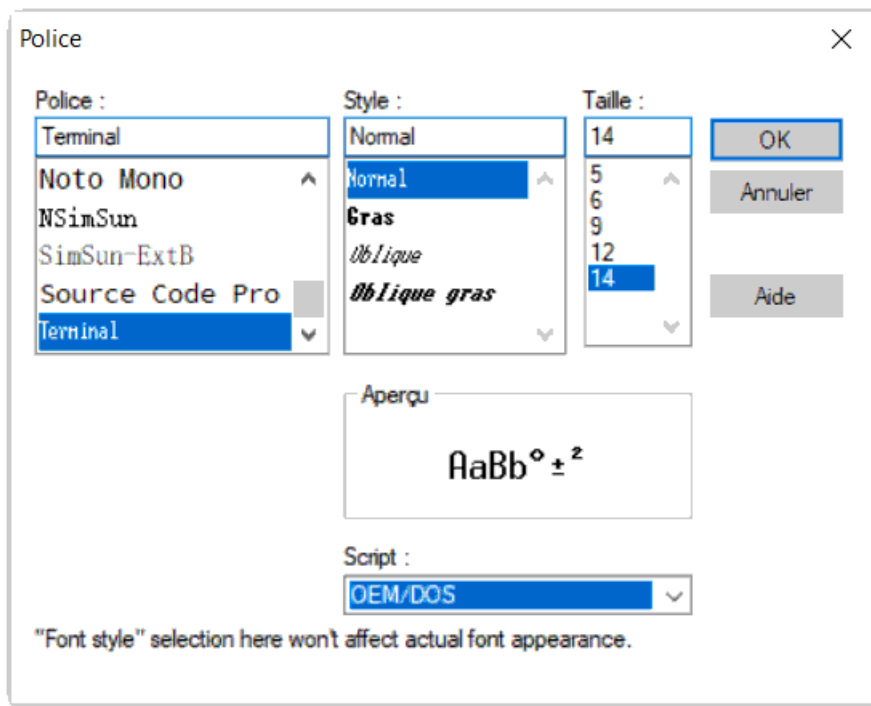 Police
Police :
Style :
Taille :
Terminal
Normal
14
OK
Noto Mono
NSimSun
SimSun-ExtB
Source Code Pro
Terminal
Normal
Gras
Oblique
Oblique gras
5
6
9
12
14
Annuler
Aide
Aperçu
AaBb°±²
Script :
OEM/DOS
"Font style" selection here won't affect actual font appearance.